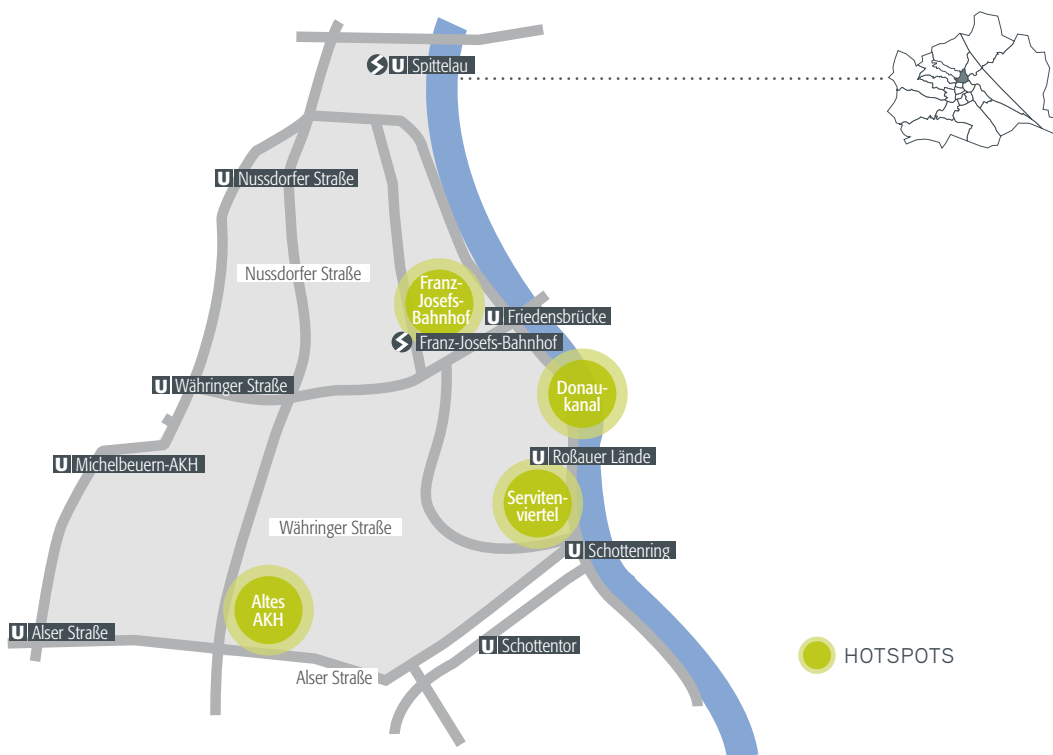 S U Spittelau
U Nussdorfer Straße
Nussdorfer Straße
Franz-
Josefs-
Bahnhof
U Friedensbrücke
S Franz-Josefs-Bahnhof
U Währinger Straße
Donau-
kanal
U Michelbeuern-AKH
U Roßauer Lände
Serviten-
viertel
Währinger Straße
U Schottenring
Altes
AKH
U Alser Straße
U Schottentor
Alser Straße
HOTSPOTS